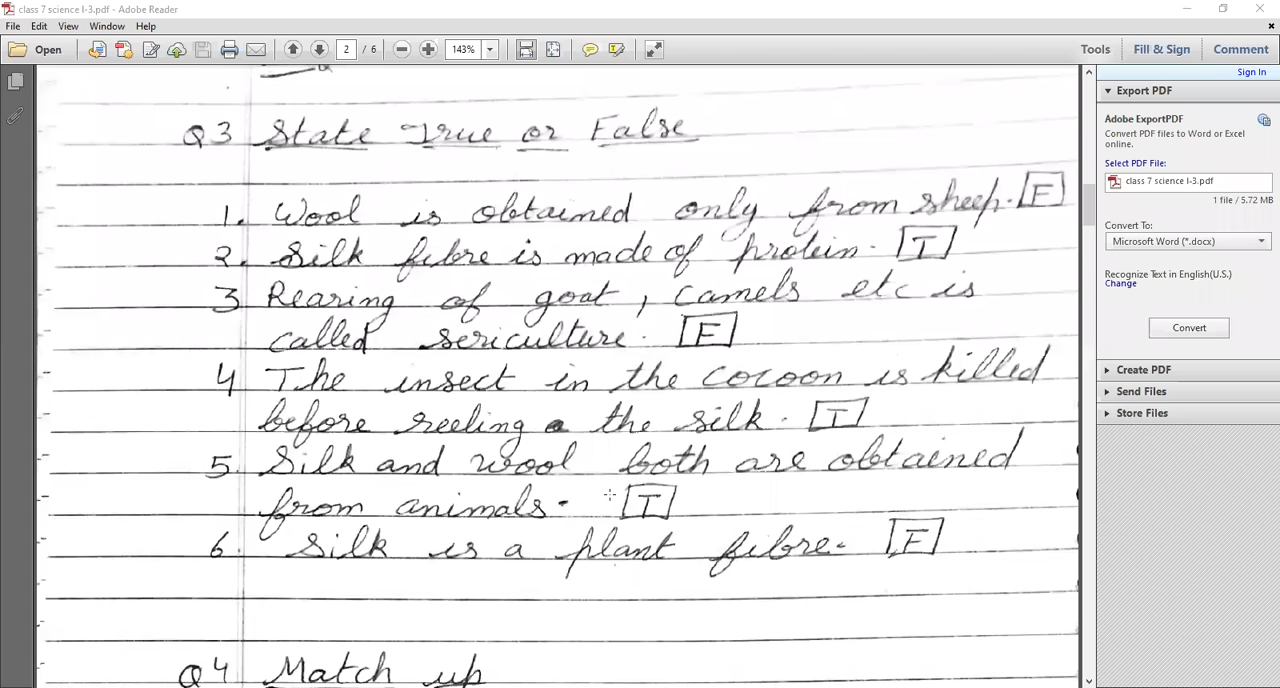 class 7 science I-3.pdf - Adobe Reader
File Edit View Window Help
Open 2 / 6 143% Tools Fill & Sign Comment
Sign In
Export PDF
Adobe ExportPDF
Convert PDF files to Word or Excel
online.
Select PDF File:
class 7 science I-3.pdf
1 file / 5.72 MB
Convert To:
Microsoft Word (*.docx)
Recognize Text in English(U.S.)
Change
Convert
Create PDF
Send Files
Store Files
Q3 State True or False
1. Wool is obtained only from sheep. F
2. Silk fibre is made of protein. T
3 Rearing of goat, camels etc is
called sericulture. F
4 The insect in the cocoon is killed
before reeling the silk. T
5. Silk and wool both are obtained
from animals. T
6. Silk is a plant fibre. F
Q4 Match up